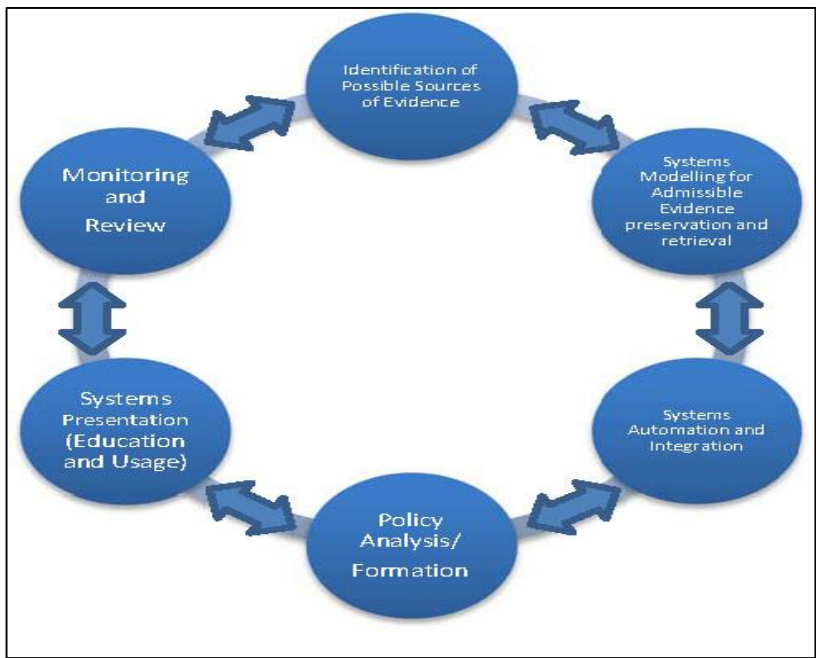 Identification of
Possible Sources
of Evidence
Systems
Modelling for
Admissible
Evidence
preservation and
retrieval
Systems
Automation and
Integration
Policy
Analysis/
Formation
Systems
Presentation
(Education
and Usage)
Monitoring
and
Review